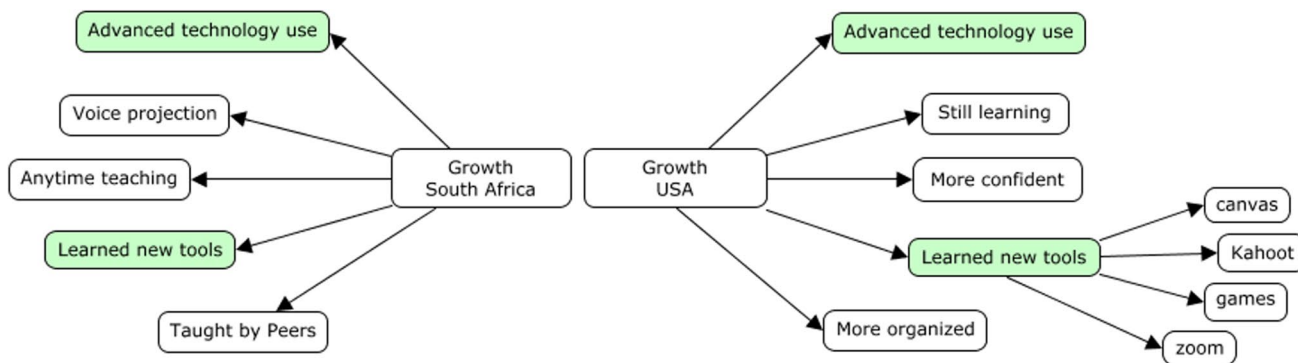 Advanced technology use
Voice projection
Anytime teaching
Learned new tools
Taught by Peers
Growth
South Africa
Growth
USA
Advanced technology use
Still learning
More confident
Learned new tools
More organized
canvas
Kahoot
games
zoom